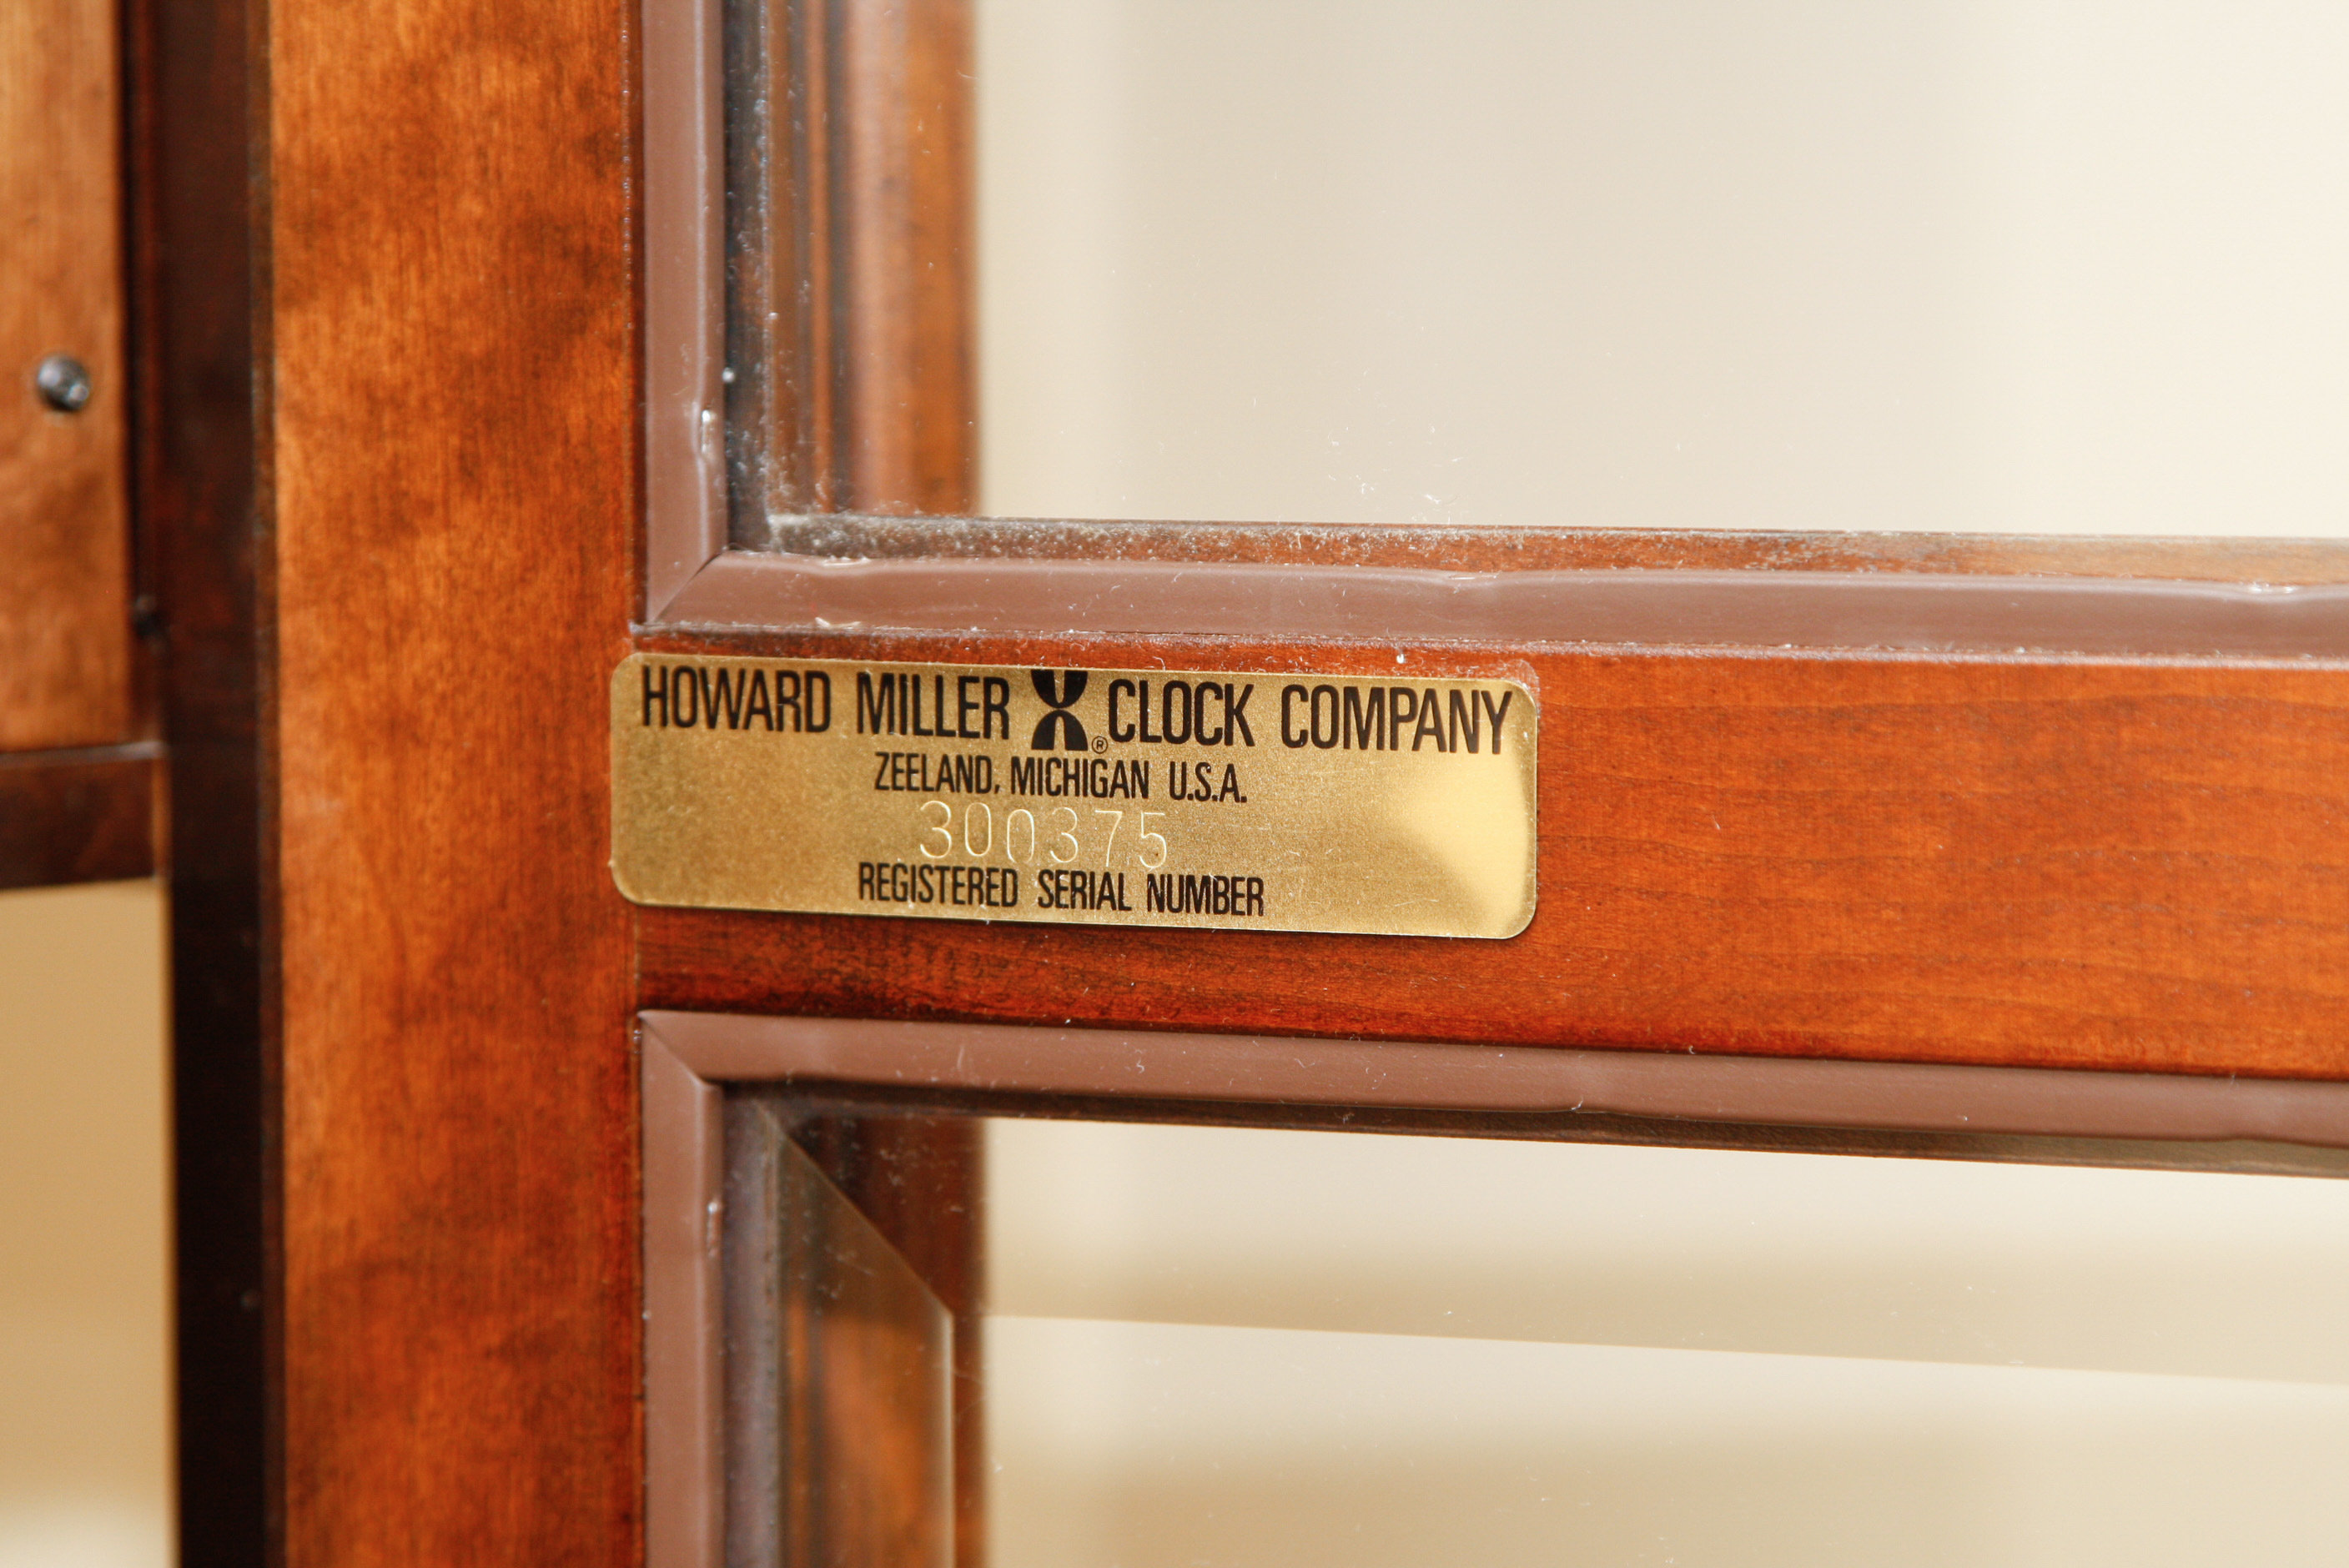 HOWARD MILLER ® CLOCK COMPANY
ZEELAND, MICHIGAN U.S.A.
300375
REGISTERED SERIAL NUMBER